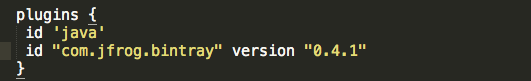 plugins {
id 'java'
id "com.jfrog.bintray" version "0.4.1"
}